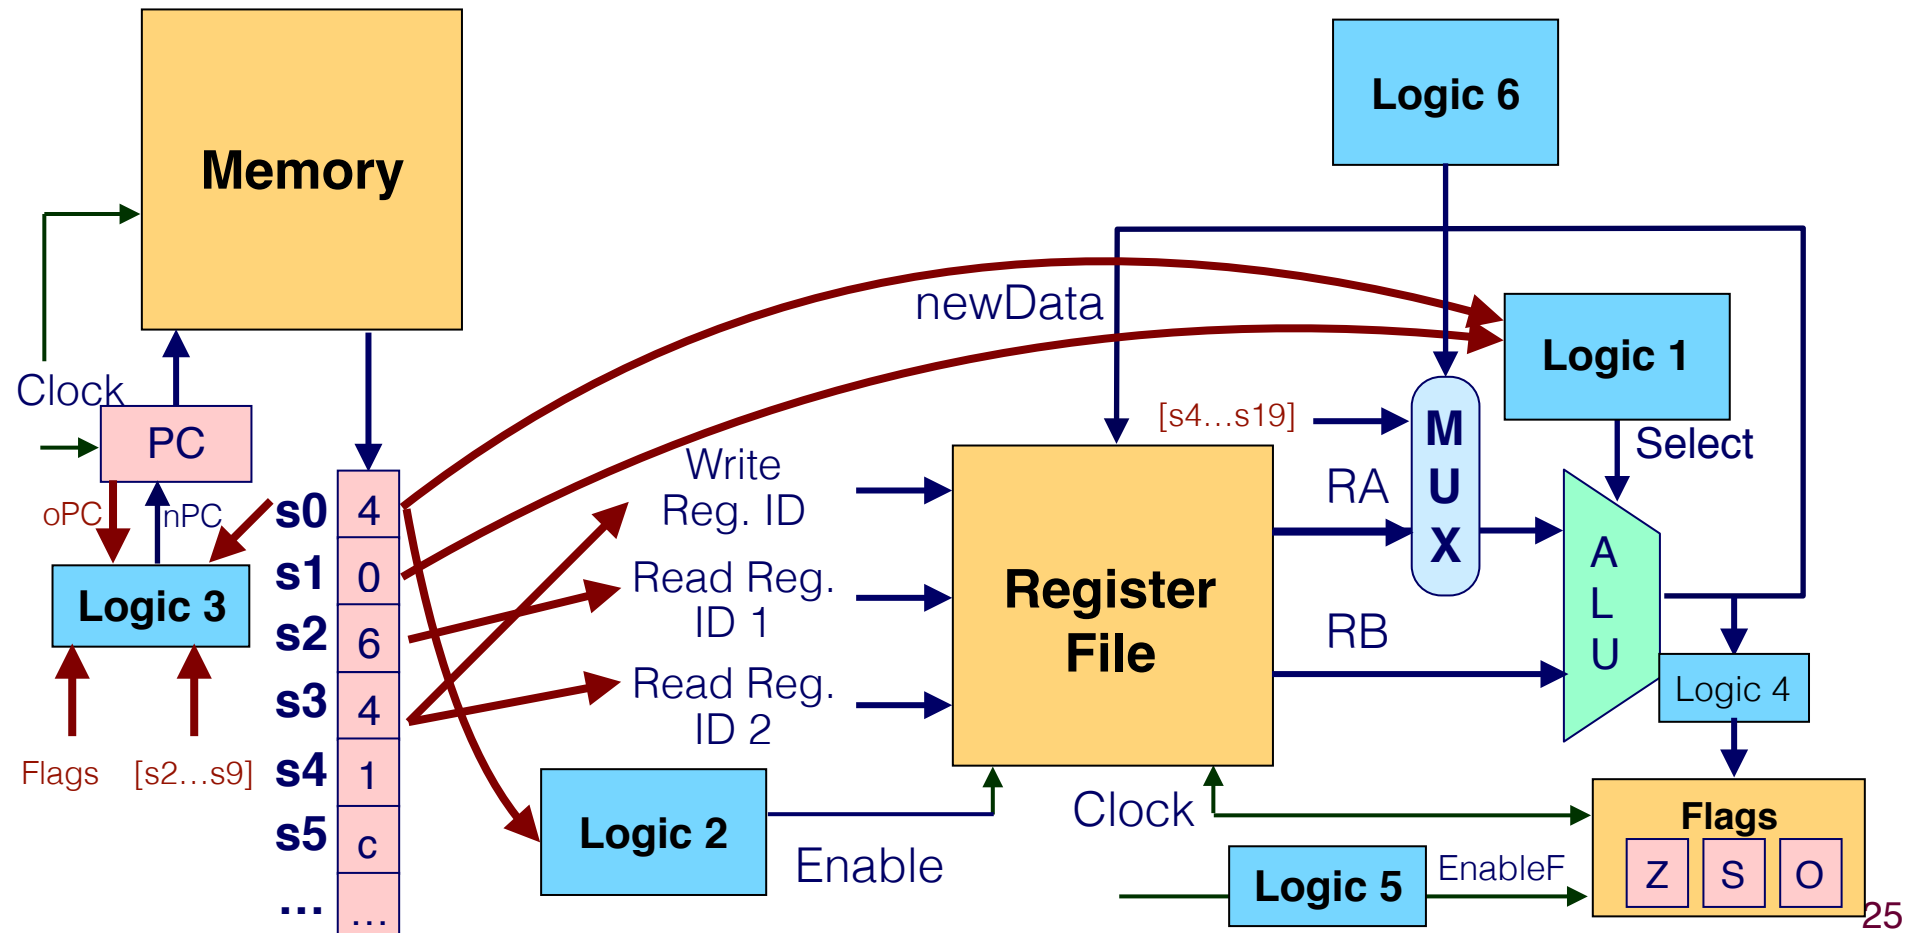 Memory
Logic 6
newData
Logic 1
Clock
[s4...s19]
M
U
X
Select
PC
Write
Reg. ID
RA
oPC
nPC
s0 4
s1 0
s2 6
s3 4
s4 1
s5 c
... ...
Logic 3
Read Reg.
ID 1
Register
File
A
L
U
RB
Read Reg.
ID 2
Logic 4
Flags
[s2...s9]
Logic 2
Enable
Clock
Flags
Z S O
Logic 5
EnableF
25